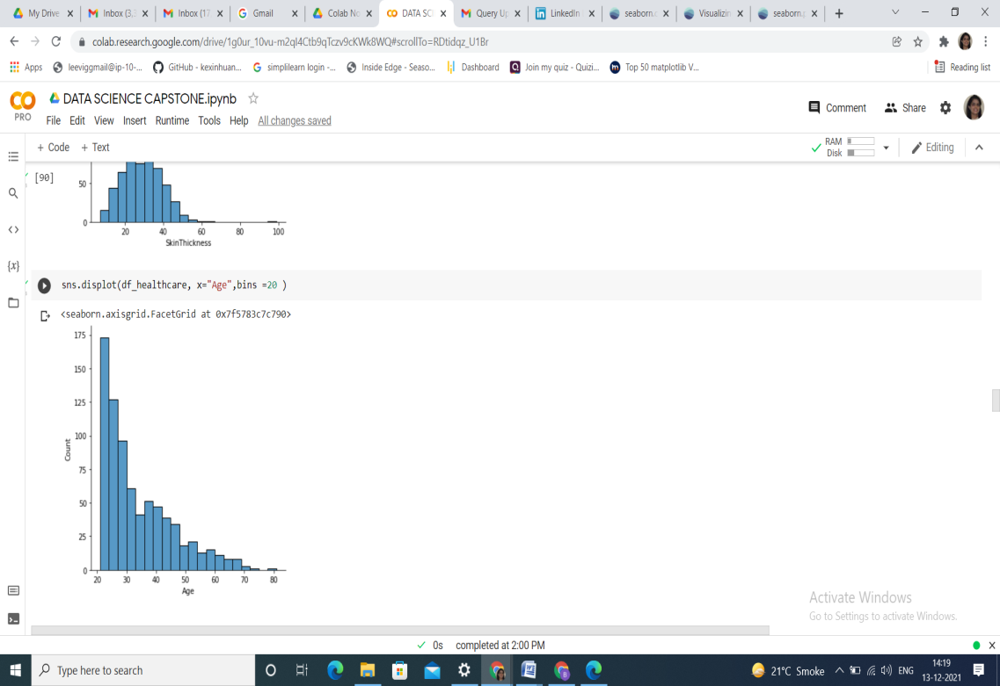 My Drive
Inbox (3,
Inbox (17
Gmail
Colab No
DATA SCI
Query Up
LinkedIn
seaborn.c
Visualizin
seaborn.
colab.research.google.com/drive/1g0ur_10vu-m2ql4Ctb9qTczv9cKWk8WQ#scrollTo=RDtidqz_U1Br
Apps
leeviggmail@ip-10-...
GitHub - kexinhuan...
simplilearn login -...
Inside Edge - Seaso...
Dashboard
Join my quiz - Quizi...
Top 50 matplotlib V...
Reading list
PRO
DATA SCIENCE CAPSTONE.ipynb
File Edit View Insert Runtime Tools Help All changes saved
Comment
Share
+ Code + Text
RAM
Disk
Editing
[90]
50
0
20 40 60 80 100
SkinThickness
sns.displot(df_healthcare, x="Age",bins =20 )
<seaborn.axisgrid.FacetGrid at 0x7f5783c7c790>
175
150
125
100
75
50
25
0
Count
20 30 40 50 60 70 80
Age
Activate Windows
Go to Settings to activate Windows.
0s completed at 2:00 PM
Type here to search
21°C Smoke
ENG
14:19
13-12-2021